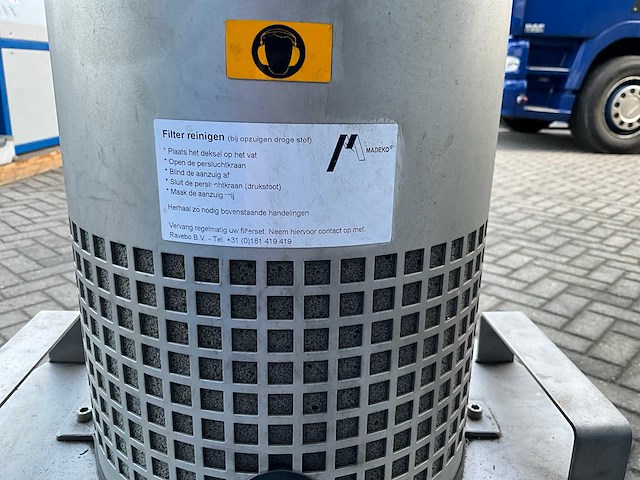 Filter reinigen (bij opzuigen droge stof)
MADEKO®
* Plaats het deksel op het vat
* Open de persluchtkraan
* Blind de aanzuig af
* Sluit de persluchtkraan (drukstoot)
* Maak de aanzuig vrij
Herhaal zo nodig bovenstaande handelingen
Vervang regelmatig uw filterset. Neem hiervoor contact op met:
Ravebo B.V. - Tel. +31 (0)181 419 419
DAF